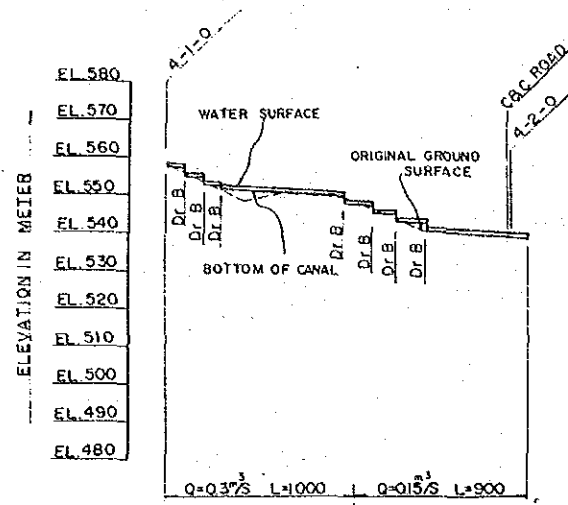 4-1-0
EL.580
EL.570
EL.560
EL.550
EL.540
EL.530
EL.520
EL.510
EL.500
EL.490
EL.480
ELEVATION IN METER
WATER SURFACE
ORIGINAL GROUND
SURFACE
C&C ROAD
4-2-0
Dr B
Dr B
Dr B
Dr B
Dr B
Dr B
Dr B
BOTTOM OF CANAL
Q=0.3m³/S L=1000
Q=0.15m³/S L=900